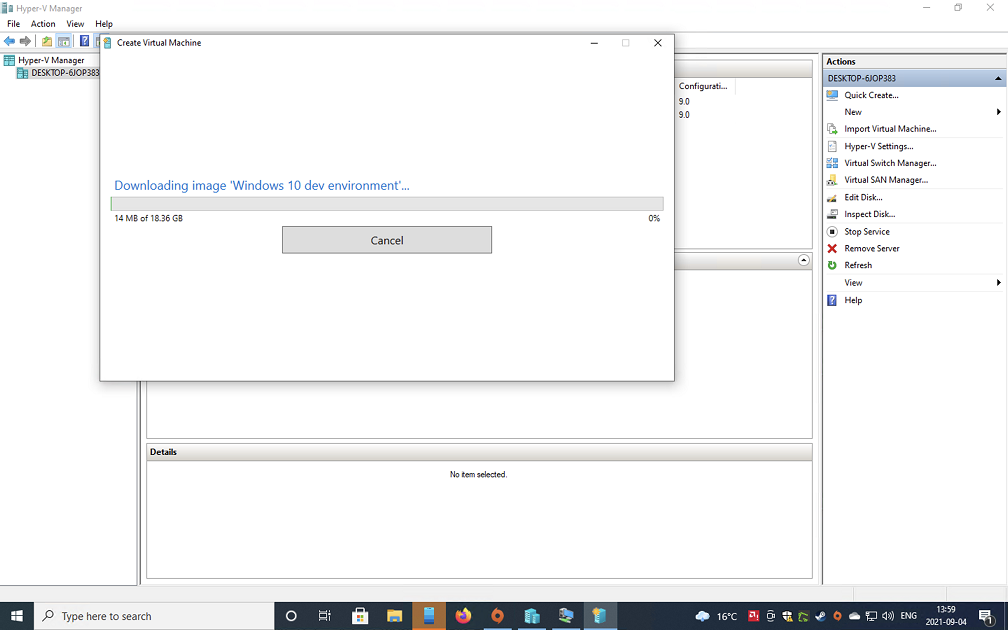 Hyper-V Manager
File Action View Help
Create Virtual Machine
Hyper-V Manager
DESKTOP-6JOP383
Configurati...
9.0
9.0
Downloading image 'Windows 10 dev environment'...
14 MB of 18.36 GB 0%
Cancel
Details
No item selected.
Actions
DESKTOP-6JOP383
Quick Create...
New
Import Virtual Machine...
Hyper-V Settings...
Virtual Switch Manager...
Virtual SAN Manager...
Edit Disk...
Inspect Disk...
Stop Service
Remove Server
Refresh
View
Help
Type here to search
16°C
ENG
13:59
2021-09-04
1